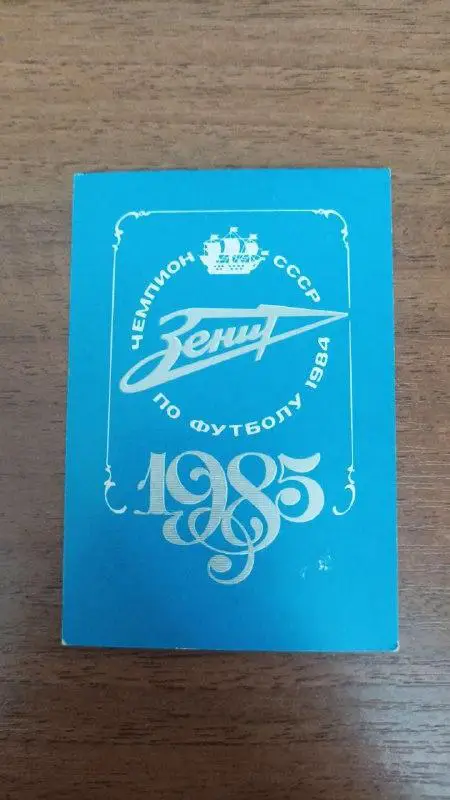 ЧЕМПИОН СССР
Зенит
ПО ФУТБОЛУ 1984
1985